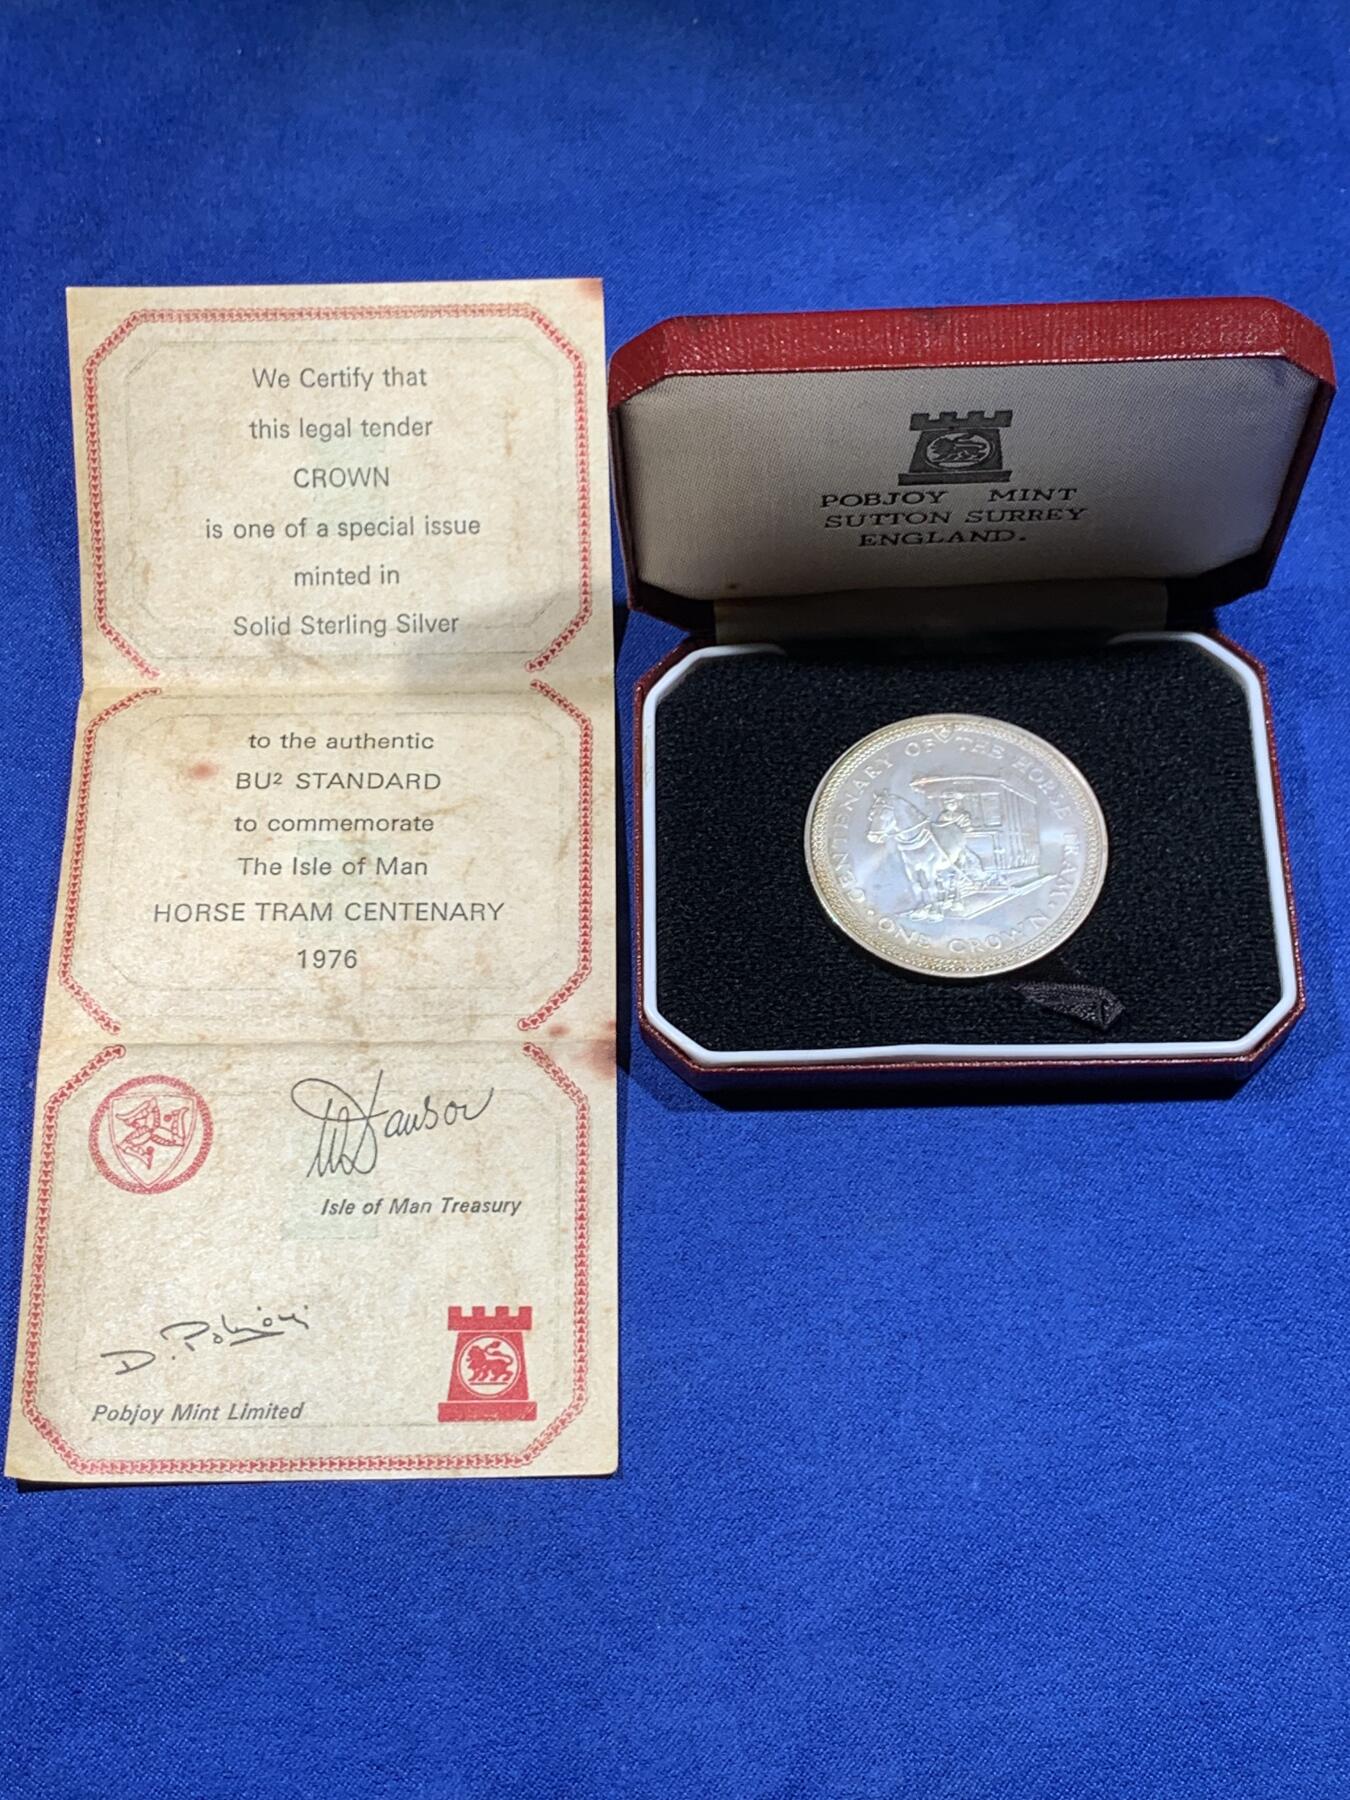 We Certify that
this legal tender
CROWN
is one of a special issue
minted in
Solid Sterling Silver
to the authentic
BU² STANDARD
to commemorate
The Isle of Man
HORSE TRAM CENTENARY
1976
Isle of Man Treasury
D. Pobjoy
Pobjoy Mint Limited
POBJOY MINT
SUTTON SURREY
ENGLAND.
CENTENARY OF THE HORSE TRAM
· ONE CROWN ·